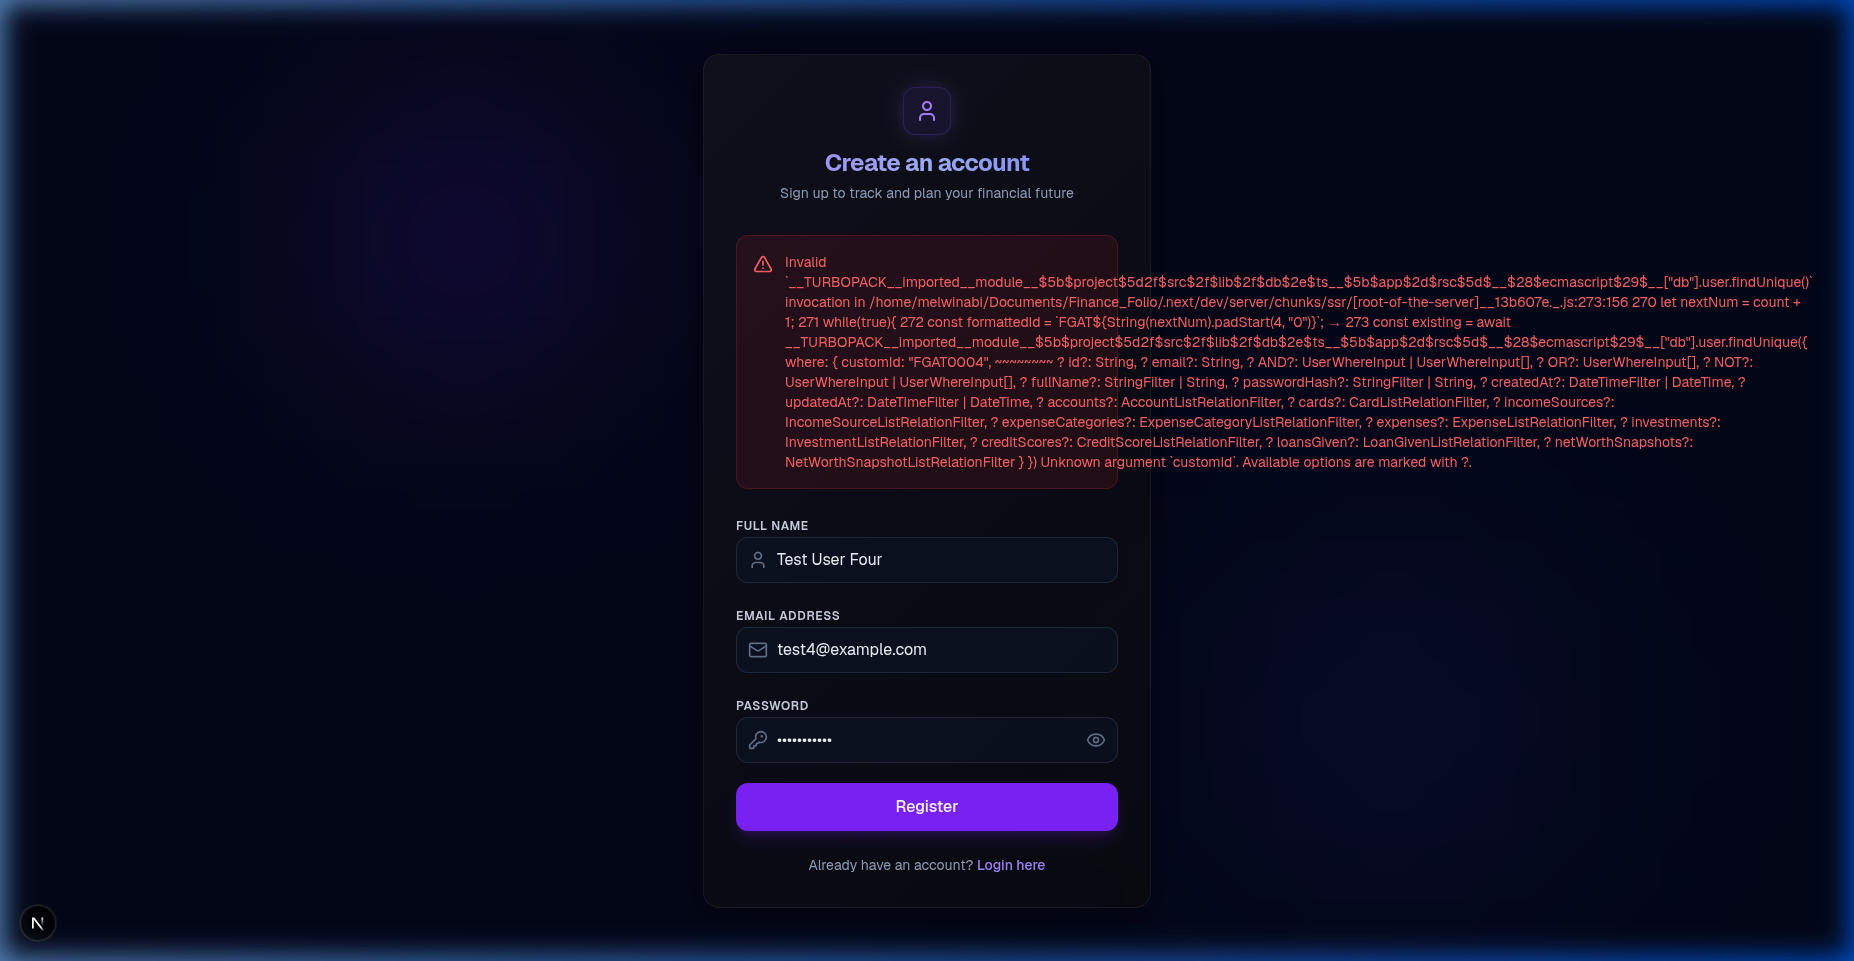 Create an account
Sign up to track and plan your financial future
Invalid
`__TURBOPACK__imported__module__$5b$project$5d2f$src$2f$lib$2f$db$2e$ts__$5b$app$2d$rsc$5d$__$28$ecmascript$29$__["db"].user.findUnique()`
invocation in /home/melwinabi/Documents/Finance_Folio/.next/dev/server/chunks/ssr/[root-of-the-server]__13b607e._.js:273:156 270 let nextNum = count +
1; 271 while(true){ 272 const formattedId = `FGAT${String(nextNum).padStart(4, "0")}`; → 273 const existing = await
__TURBOPACK__imported__module__$5b$project$5d2f$src$2f$lib$2f$db$2e$ts__$5b$app$2d$rsc$5d$__$28$ecmascript$29$__["db"].user.findUnique({
where: { customId: "FGAT0004", ~~~~~~~~ ? id?: String, ? email?: String, ? AND?: UserWhereInput | UserWhereInput[], ? OR?: UserWhereInput[], ? NOT?:
UserWhereInput | UserWhereInput[], ? fullName?: StringFilter | String, ? passwordHash?: StringFilter | String, ? createdAt?: DateTimeFilter | DateTime, ?
updatedAt?: DateTimeFilter | DateTime, ? accounts?: AccountListRelationFilter, ? cards?: CardListRelationFilter, ? incomeSources?:
IncomeSourceListRelationFilter, ? expenseCategories?: ExpenseCategoryListRelationFilter, ? expenses?: ExpenseListRelationFilter, ? investments?:
InvestmentListRelationFilter, ? creditScores?: CreditScoreListRelationFilter, ? loansGiven?: LoanGivenListRelationFilter, ? netWorthSnapshots?:
NetWorthSnapshotListRelationFilter } }) Unknown argument `customId`. Available options are marked with ?.
FULL NAME
Test User Four
EMAIL ADDRESS
test4@example.com
PASSWORD
•••••••••••
Register
Already have an account? Login here
N